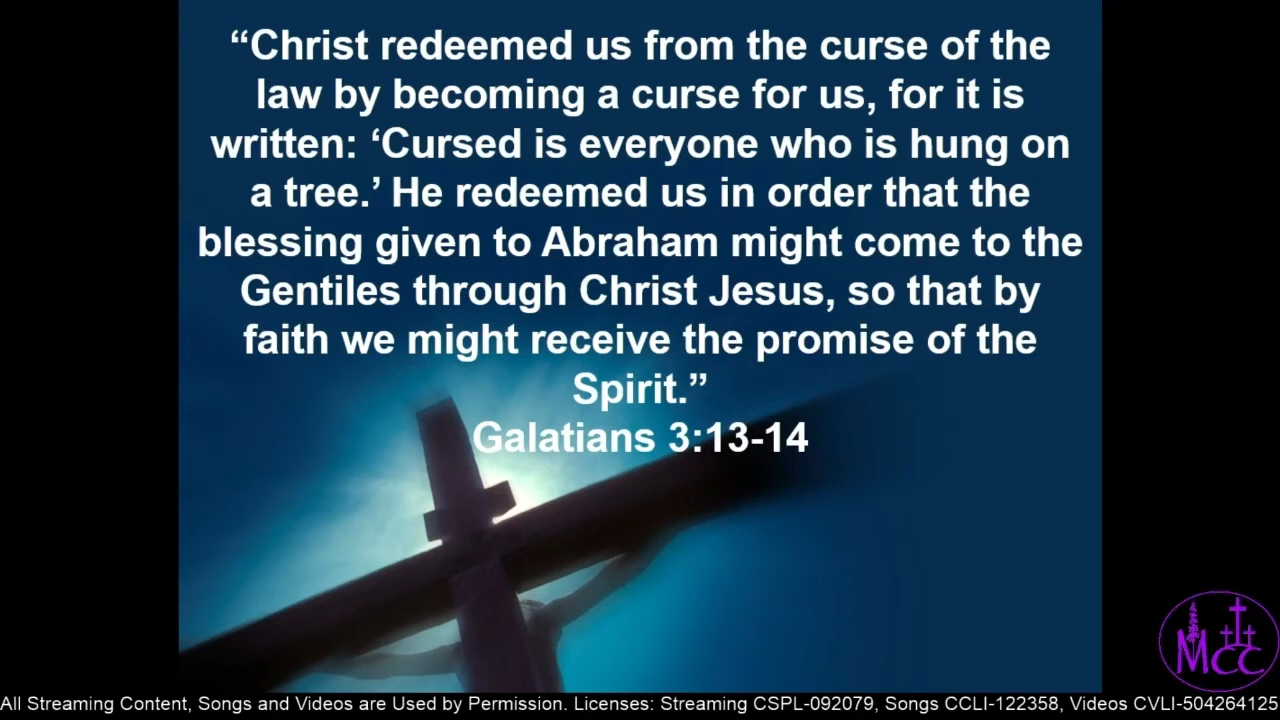 “Christ redeemed us from the curse of the
law by becoming a curse for us, for it is
written: ‘Cursed is everyone who is hung on
a tree.’ He redeemed us in order that the
blessing given to Abraham might come to the
Gentiles through Christ Jesus, so that by
faith we might receive the promise of the
Spirit.”
Galatians 3:13-14
MCC
All Streaming Content, Songs and Videos are Used by Permission. Licenses: Streaming CSPL-092079, Songs CCLI-122358, Videos CVLI-504264125